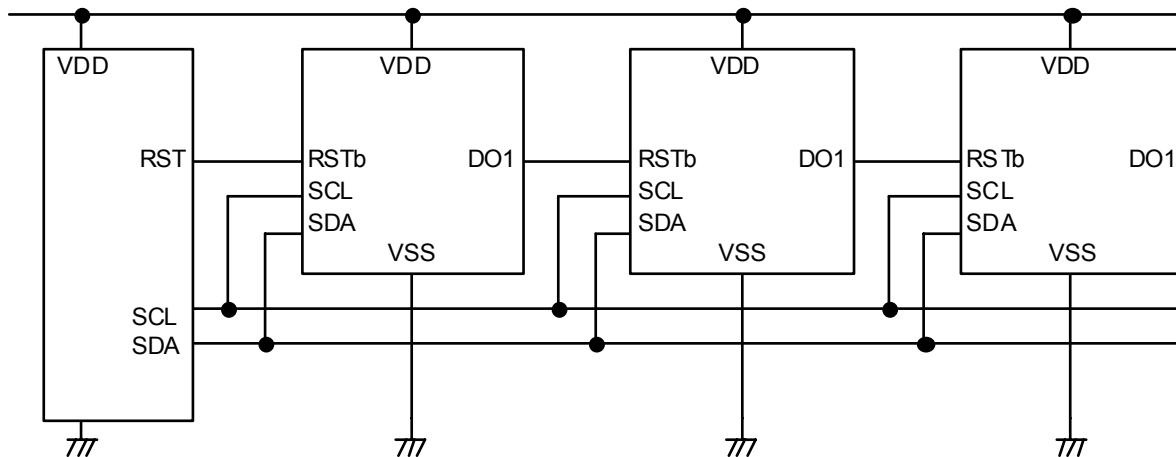 VDD VDD VDD VDD
RST RSTb DO1 RSTb DO1 RSTb DO1
SCL SCL SCL
SDA SDA SDA
VSS VSS VSS
SCL
SDA